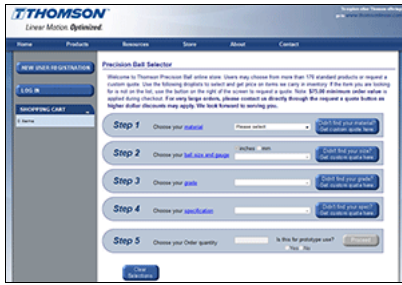 THOMSON
Linear Motion. Optimized.
Home Products Resources Store About Contact
NEW USER REGISTRATION
LOG IN
SHOPPING CART
0 items
Precision Ball Selector
Welcome to Thomson Precision Ball online store. Users may choose from more than 170 standard products or request a
custom quote. Use the following droplists to select and get price on items we carry in inventory. If the item you are looking
for is not on the list, use the button on the right of the screen to request a quote. Note: $75.00 minimum order value is
applied during checkout. For very large orders, please contact us directly through the request a quote button as
higher dollar discounts may apply. We look forward to serving you.
Step 1 Choose your material Please select Didn't find your material? Get custom quote here
inches mm
Step 2 Choose your ball size and gauge Didn't find your size? Get custom quote here
Step 3 Choose your grade Didn't find your grade? Get custom quote here
Step 4 Choose your specification Didn't find your spec? Get custom quote here
Step 5 Choose your Order quantity Is this for prototype use? Yes No Proceed
Clear
Selections